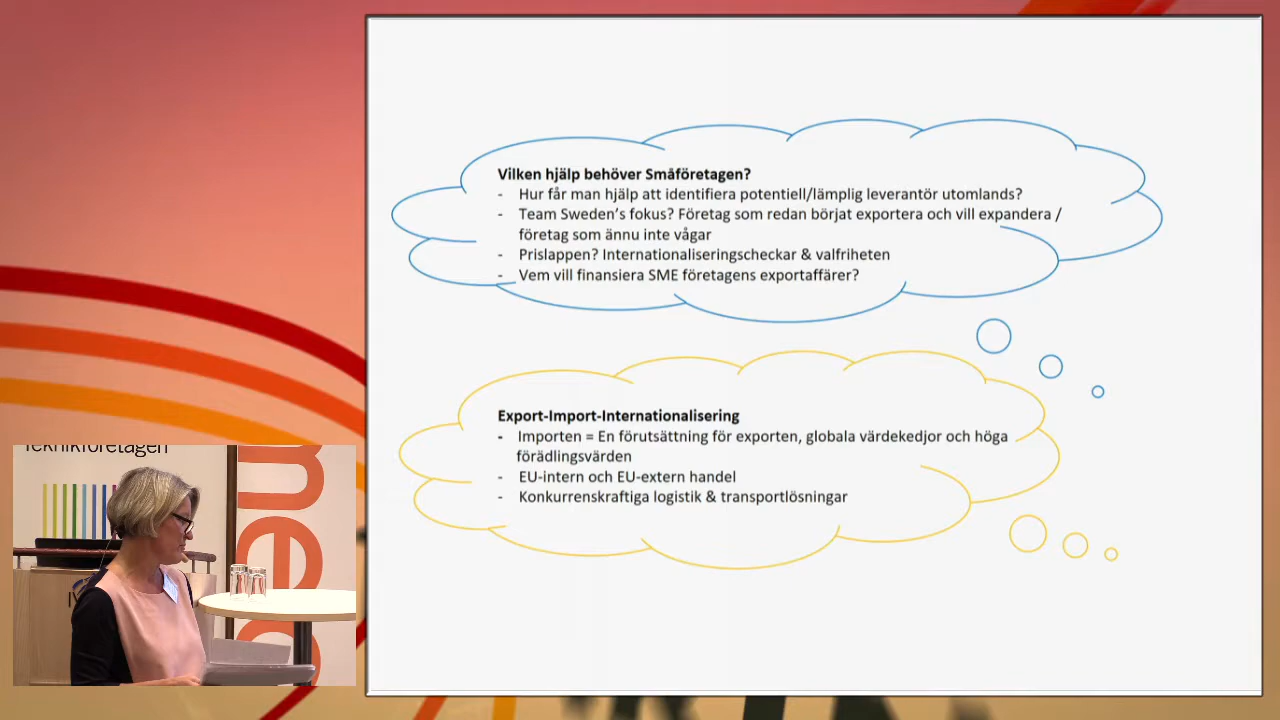 Vilken hjälp behöver Småföretagen?
- Hur får man hjälp att identifiera potentiell/lämplig leverantör utomlands?
- Team Sweden's fokus? Företag som redan börjat exportera och vill expandera /
företag som ännu inte vågar
- Prislappen? Internationaliseringscheckar & valfriheten
- Vem vill finansiera SME företagens exportaffärer?
Export-Import-Internationalisering
- Importen = En förutsättning för exporten, globala värdekedjor och höga
förädlingsvärden
- EU-intern och EU-extern handel
- Konkurrenskraftiga logistik & transportlösningar
Teknikföretagen